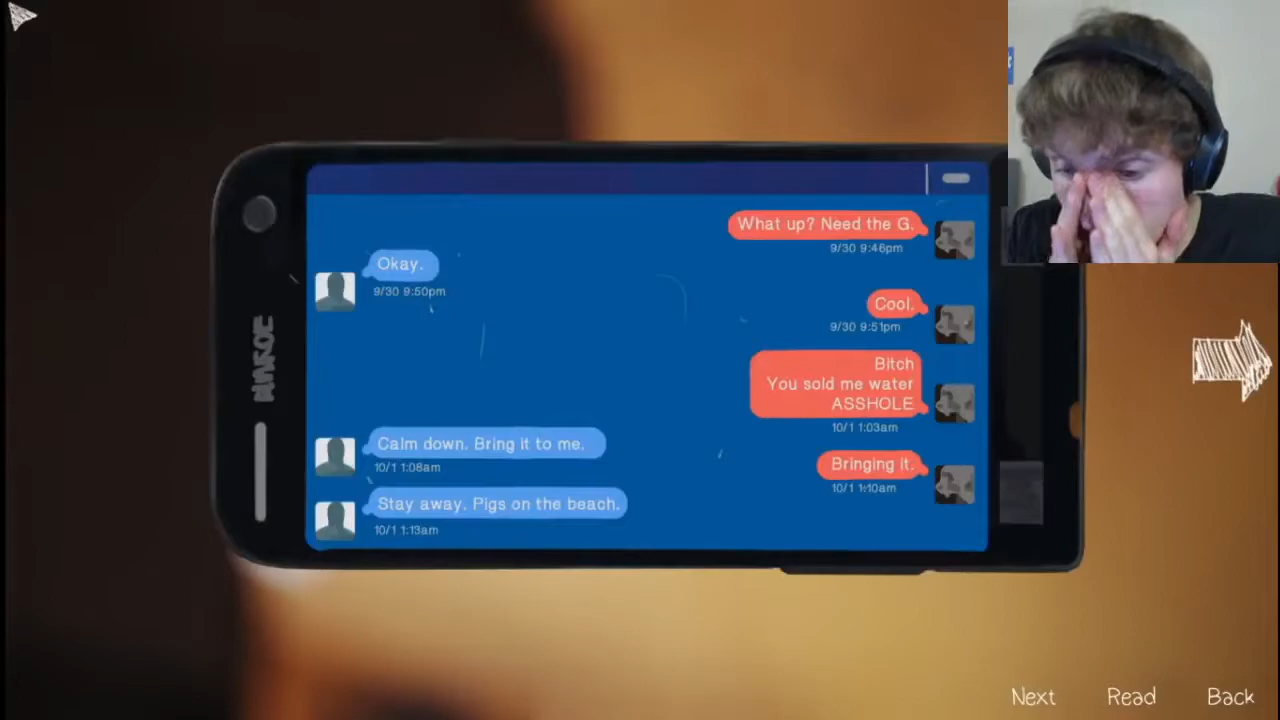 What up? Need the G.
9/30 9:46pm
Okay.
9/30 9:50pm
Cool.
9/30 9:51pm
Bitch
You sold me water
ASSHOLE
10/1 1:03am
Calm down. Bring it to me.
10/1 1:08am
Bringing it.
10/1 1:10am
Stay away. Pigs on the beach.
10/1 1:13am
Next
Read
Back